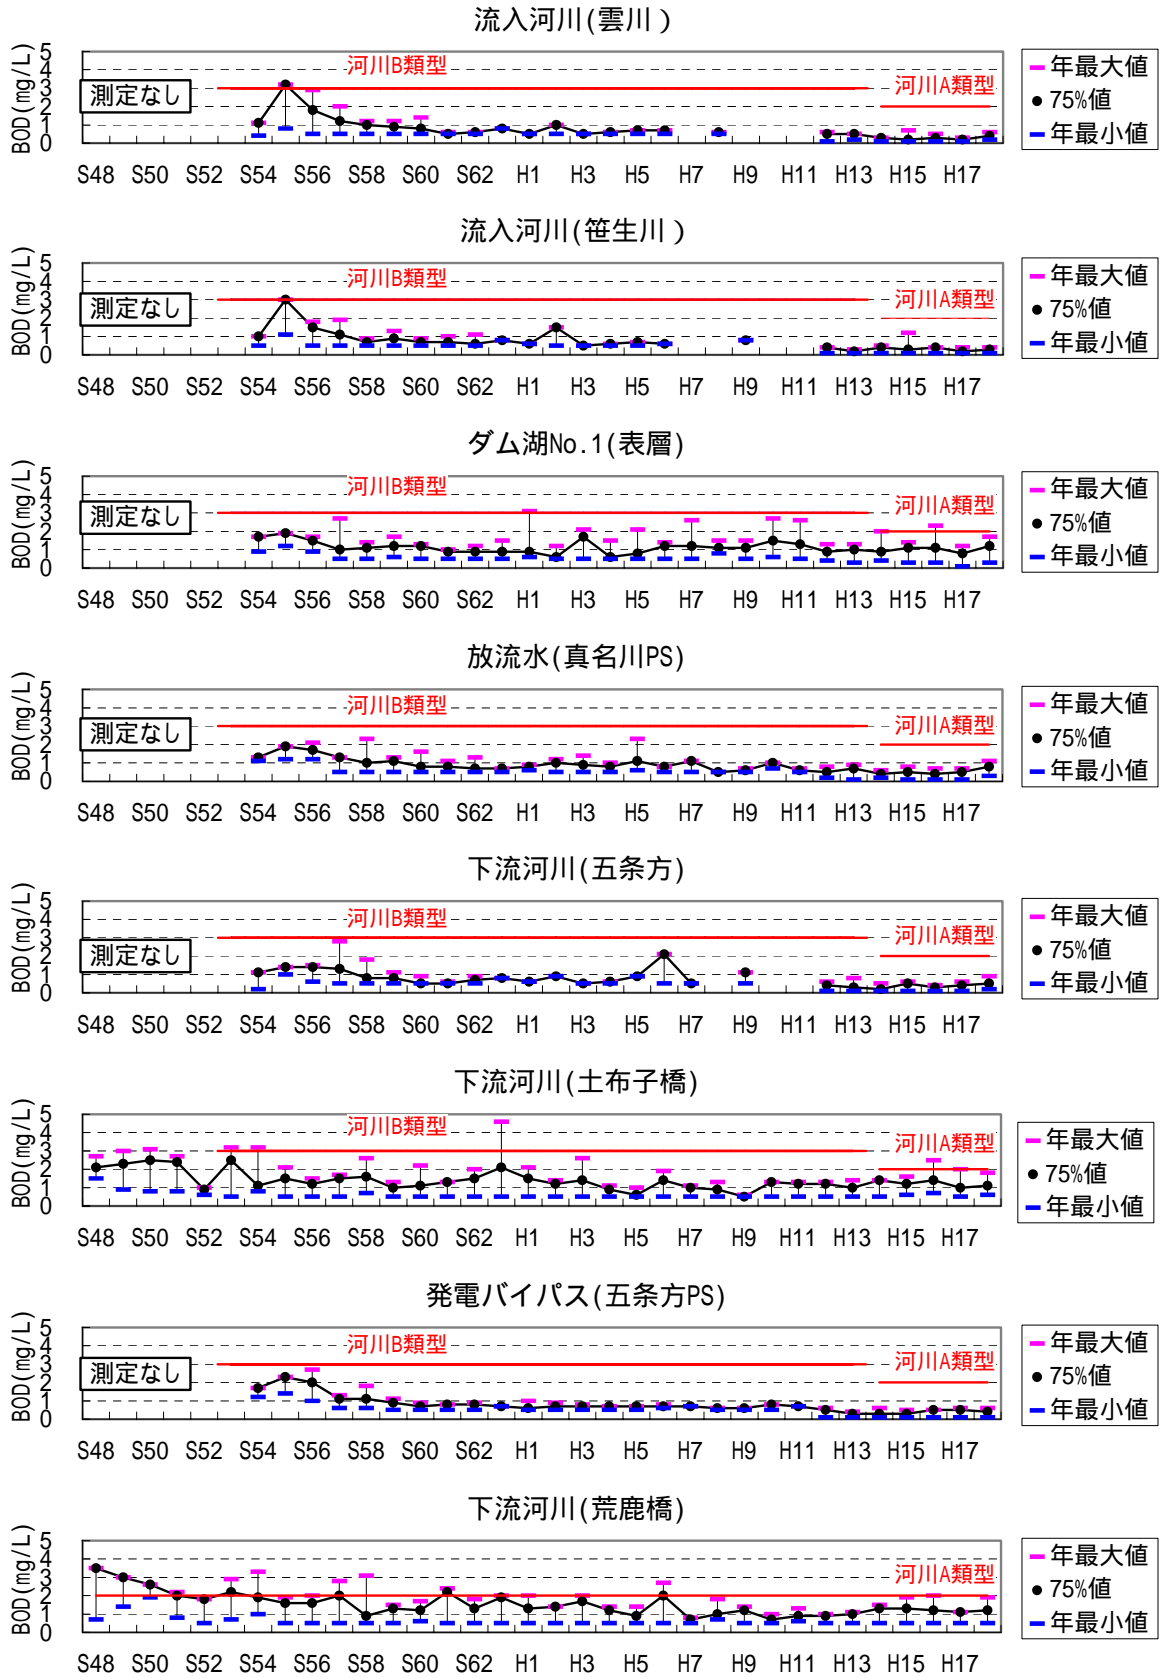 流入河川(雲川)
BOD(mg/L)
5
4
3
2
1
0
測定なし
河川B類型
河川A類型
年最大値
75%値
年最小値
S48 S50 S52 S54 S56 S58 S60 S62 H1 H3 H5 H7 H9 H11 H13 H15 H17
流入河川(笹生川)
BOD(mg/L)
5
4
3
2
1
0
測定なし
河川B類型
河川A類型
年最大値
75%値
年最小値
S48 S50 S52 S54 S56 S58 S60 S62 H1 H3 H5 H7 H9 H11 H13 H15 H17
ダム湖No.1(表層)
BOD(mg/L)
5
4
3
2
1
0
測定なし
河川B類型
河川A類型
年最大値
75%値
年最小値
S48 S50 S52 S54 S56 S58 S60 S62 H1 H3 H5 H7 H9 H11 H13 H15 H17
放流水(真名川PS)
BOD(mg/L)
5
4
3
2
1
0
測定なし
河川B類型
河川A類型
年最大値
75%値
年最小値
S48 S50 S52 S54 S56 S58 S60 S62 H1 H3 H5 H7 H9 H11 H13 H15 H17
下流河川(五条方)
BOD(mg/L)
5
4
3
2
1
0
測定なし
河川B類型
河川A類型
年最大値
75%値
年最小値
S48 S50 S52 S54 S56 S58 S60 S62 H1 H3 H5 H7 H9 H11 H13 H15 H17
下流河川(土布子橋)
BOD(mg/L)
5
4
3
2
1
0
河川B類型
河川A類型
年最大値
75%値
年最小値
S48 S50 S52 S54 S56 S58 S60 S62 H1 H3 H5 H7 H9 H11 H13 H15 H17
発電バイパス(五条方PS)
BOD(mg/L)
5
4
3
2
1
0
測定なし
河川B類型
河川A類型
年最大値
75%値
年最小値
S48 S50 S52 S54 S56 S58 S60 S62 H1 H3 H5 H7 H9 H11 H13 H15 H17
下流河川(荒鹿橋)
BOD(mg/L)
5
4
3
2
1
0
河川A類型
年最大値
75%値
年最小値
S48 S50 S52 S54 S56 S58 S60 S62 H1 H3 H5 H7 H9 H11 H13 H15 H17